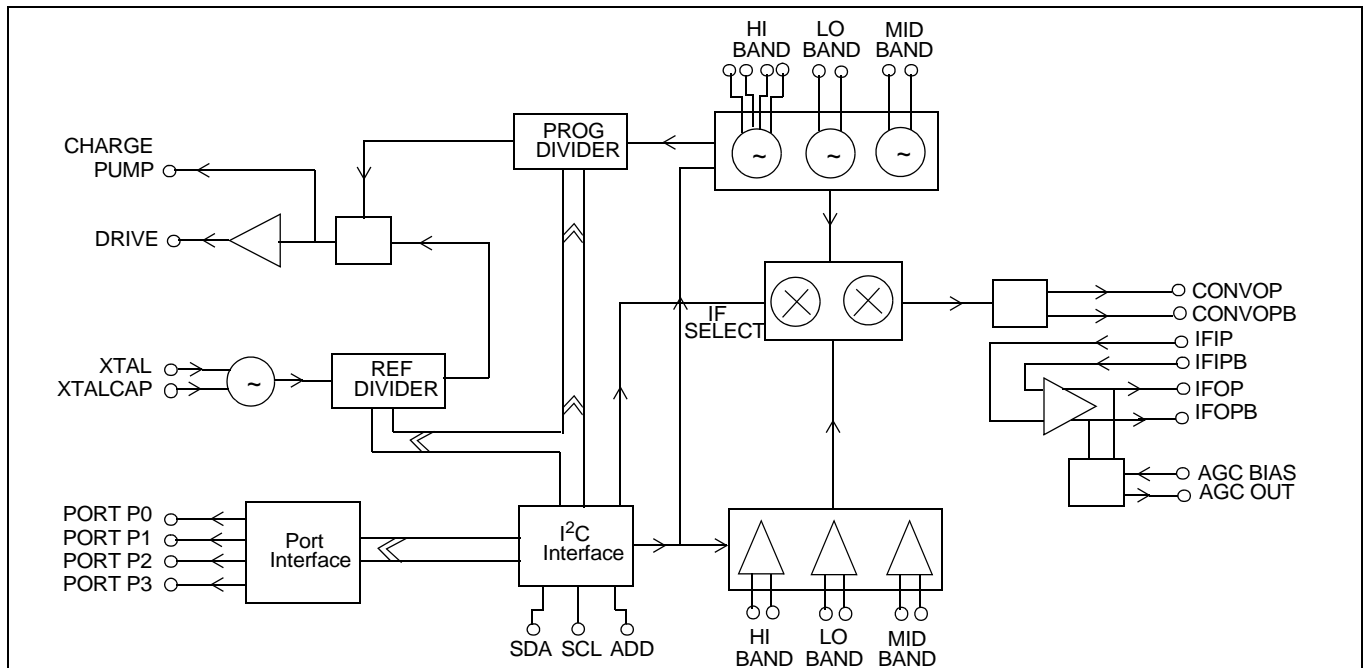 HI BAND
LO BAND
MID BAND
CHARGE PUMP
PROG DIVIDER
~ ~ ~
DRIVE
CONVOP
CONVOPB
IF SELECT
IFIP
IFIPB
IFOP
IFOPB
XTAL
XTALCAP
~
REF DIVIDER
AGC BIAS
AGC OUT
PORT P0
PORT P1
PORT P2
PORT P3
Port Interface
I²C Interface
SDA SCL ADD
HI BAND
LO BAND
MID BAND